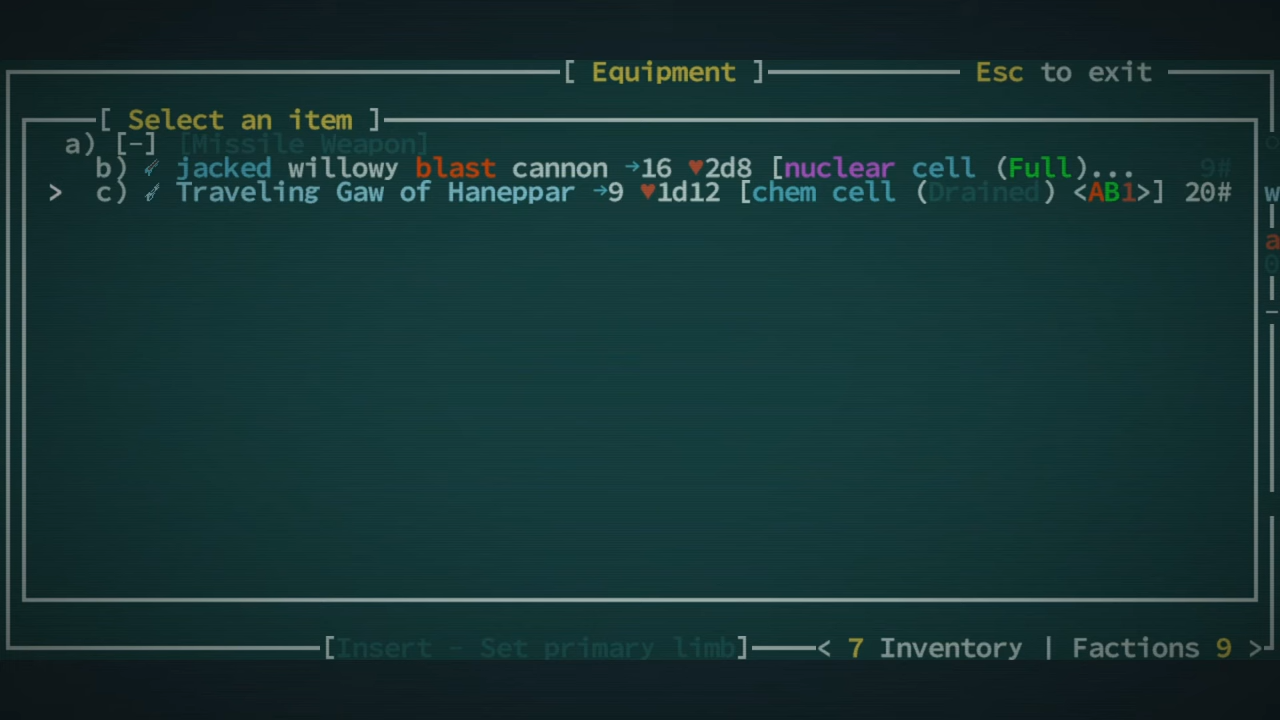 [ Equipment ] Esc to exit
[ Select an item ]
a) [-] [Missile Weapon]
b) jacked willowy blast cannon →16 ♥2d8 [nuclear cell (Full)... 9#
> c) Traveling Gaw of Haneppar →9 ♥1d12 [chem cell (Drained) <AB1>] 20#
[Insert - Set primary limb] < 7 Inventory | Factions 9 >